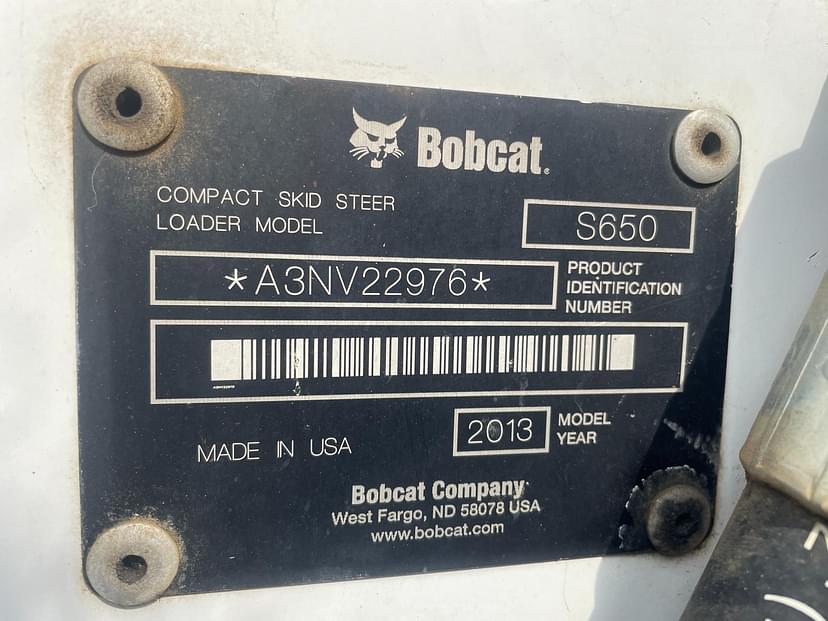 Bobcat.
COMPACT SKID STEER
LOADER MODEL
S650
*A3NV22976*
PRODUCT
IDENTIFICATION
NUMBER
2013
MODEL
YEAR
MADE IN USA
Bobcat Company
West Fargo, ND 58078 USA
www.bobcat.com